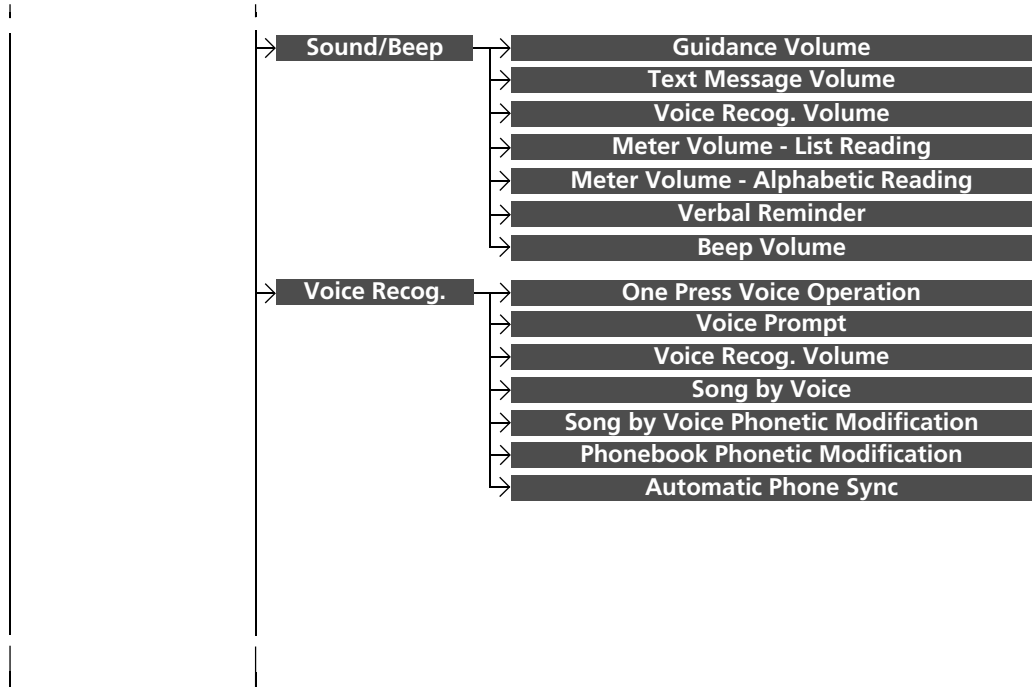 Sound/Beep
Guidance Volume
Text Message Volume
Voice Recog. Volume
Meter Volume - List Reading
Meter Volume - Alphabetic Reading
Verbal Reminder
Beep Volume
Voice Recog.
One Press Voice Operation
Voice Prompt
Voice Recog. Volume
Song by Voice
Song by Voice Phonetic Modification
Phonebook Phonetic Modification
Automatic Phone Sync